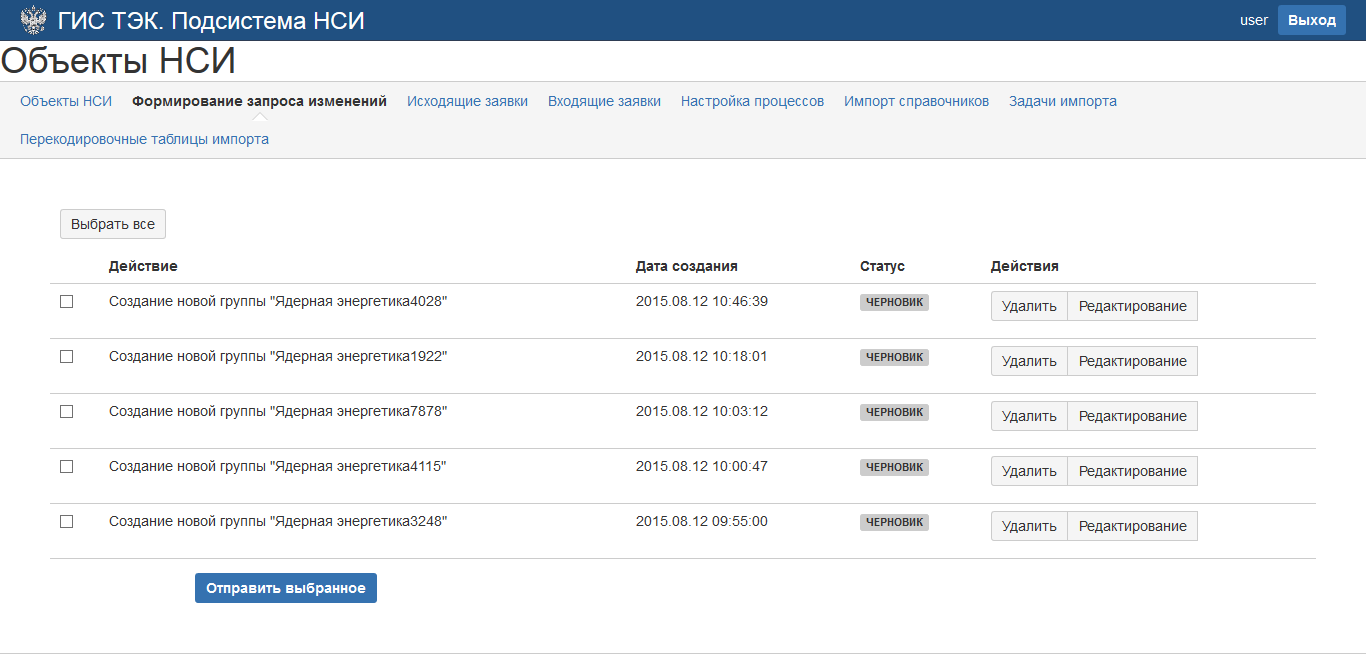 ГИС ТЭК. Подсистема НСИ user Выход
Объекты НСИ
Объекты НСИ Формирование запроса изменений Исходящие заявки Входящие заявки Настройка процессов Импорт справочников Задачи импорта
Перекодировочные таблицы импорта
Выбрать все
Действие Дата создания Статус Действия
Создание новой группы "Ядерная энергетика4028" 2015.08.12 10:46:39 ЧЕРНОВИК Удалить Редактирование
Создание новой группы "Ядерная энергетика1922" 2015.08.12 10:18:01 ЧЕРНОВИК Удалить Редактирование
Создание новой группы "Ядерная энергетика7878" 2015.08.12 10:03:12 ЧЕРНОВИК Удалить Редактирование
Создание новой группы "Ядерная энергетика4115" 2015.08.12 10:00:47 ЧЕРНОВИК Удалить Редактирование
Создание новой группы "Ядерная энергетика3248" 2015.08.12 09:55:00 ЧЕРНОВИК Удалить Редактирование
Отправить выбранное